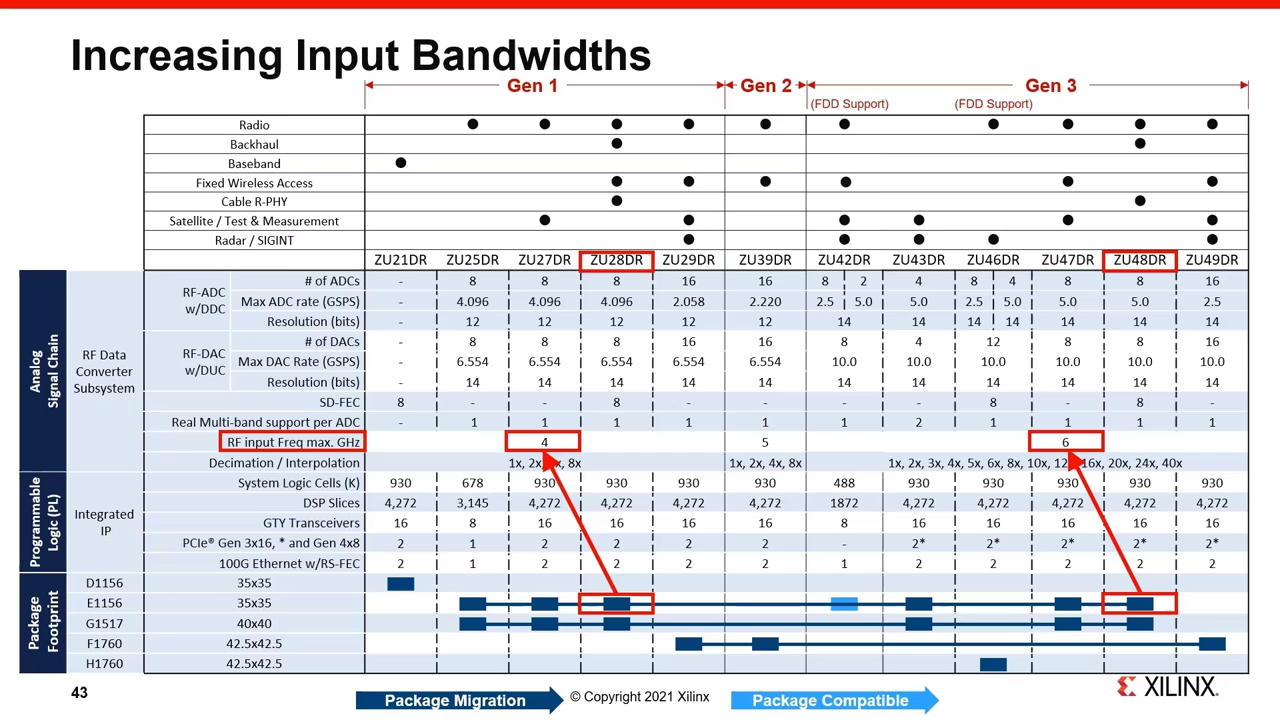 Increasing Input Bandwidths
Gen 1 Gen 2 Gen 3
(FDD Support) (FDD Support)
Radio ● ● ● ● ● ● ● ● ● ●
Backhaul ● ●
Baseband ●
Fixed Wireless Access ● ● ● ● ● ●
Cable R-PHY ● ●
Satellite / Test & Measurement ● ● ● ● ● ●
Radar / SIGINT ● ● ● ● ●
ZU21DR ZU25DR ZU27DR ZU28DR ZU29DR ZU39DR ZU42DR ZU43DR ZU46DR ZU47DR ZU48DR ZU49DR
Analog Signal Chain
RF Data Converter Subsystem
RF-ADC w/DDC
# of ADCs - 8 8 8 16 16 8 2 4 8 4 8 8 16
Max ADC rate (GSPS) - 4.096 4.096 4.096 2.058 2.220 2.5 5.0 5.0 2.5 5.0 5.0 5.0 2.5
Resolution (bits) - 12 12 12 12 12 14 14 14 14 14 14 14
RF-DAC w/DUC
# of DACs - 8 8 8 16 16 8 4 12 8 8 16
Max DAC Rate (GSPS) - 6.554 6.554 6.554 6.554 6.554 10.0 10.0 10.0 10.0 10.0 10.0
Resolution (bits) - 14 14 14 14 14 14 14 14 14 14 14
SD-FEC 8 - - 8 - - - - 8 - 8 -
Real Multi-band support per ADC - 1 1 1 1 1 1 2 1 1 1 1
RF input Freq max. GHz 4 5 6
Decimation / Interpolation 1x, 2x, 8x 1x, 2x, 4x, 8x 1x, 2x, 3x, 4x, 5x, 6x, 8x, 10x, 16x, 20x, 24x, 40x
Programmable Logic (PL)
Integrated IP
System Logic Cells (K) 930 678 930 930 930 930 488 930 930 930 930 930
DSP Slices 4,272 3,145 4,272 4,272 4,272 4,272 1872 4,272 4,272 4,272 4,272 4,272
GTY Transceivers 16 8 16 16 16 16 8 16 16 16 16 16
PCIe® Gen 3x16, * and Gen 4x8 2 1 2 2 2 2 - 2* 2* 2* 2* 2*
100G Ethernet w/RS-FEC 2 1 2 2 2 2 1 2 2 2 2 2
Package Footprint
D1156 35x35
E1156 35x35
G1517 40x40
F1760 42.5x42.5
H1760 42.5x42.5
43
Package Migration
© Copyright 2021 Xilinx
Package Compatible
XILINX.